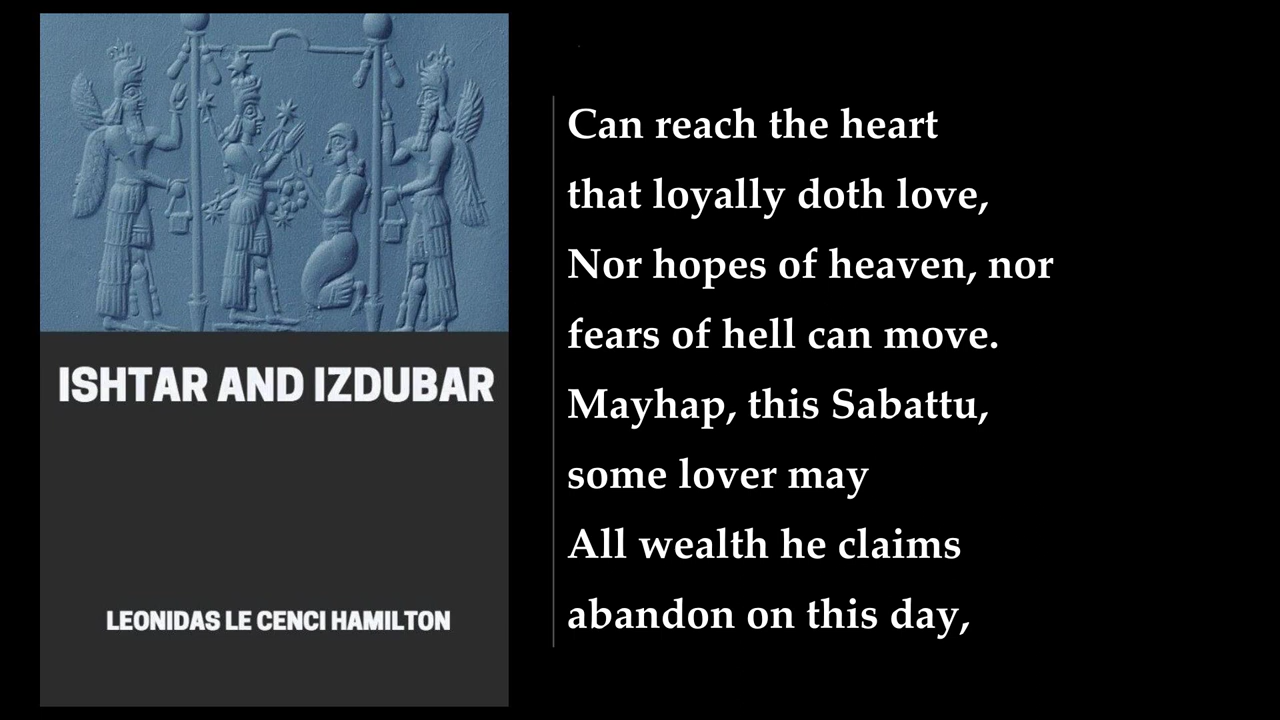 ISHTAR AND IZDUBAR
LEONIDAS LE CENCI HAMILTON
Can reach the heart
that loyally doth love,
Nor hopes of heaven, nor
fears of hell can move.
Mayhap, this Sabattu,
some lover may
All wealth he claims
abandon on this day,